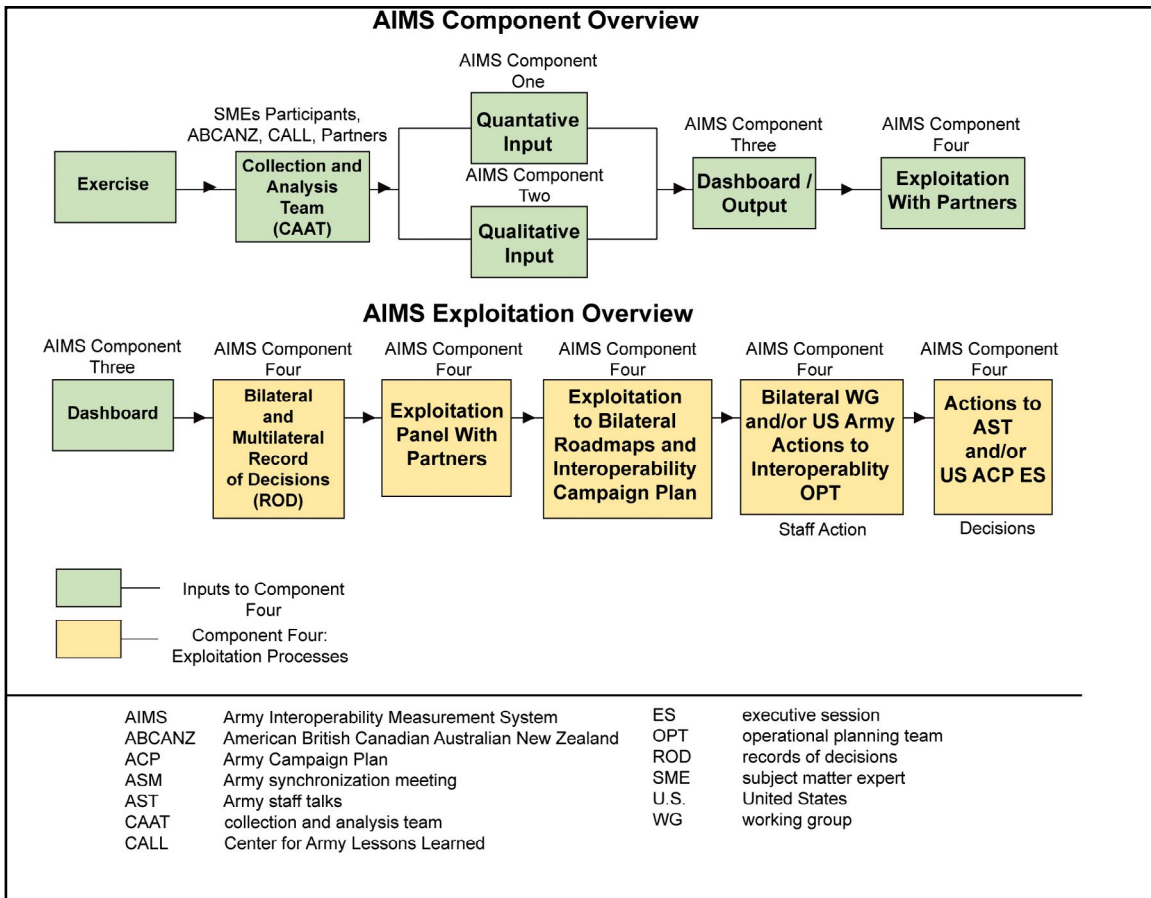 AIMS Component Overview
Exercise
SMEs Participants,
ABCANZ, CALL, Partners
Collection and
Analysis
Team
(CAAT)
AIMS Component
One
Quantative
Input
AIMS Component
Two
Qualitative
Input
AIMS Component
Three
Dashboard /
Output
AIMS Component
Four
Exploitation
With Partners
AIMS Exploitation Overview
AIMS Component
Three
Dashboard
AIMS Component
Four
Bilateral
and
Multilateral
Record
of Decisions
(ROD)
AIMS Component
Four
Exploitation
Panel With
Partners
AIMS Component
Four
Exploitation
to Bilateral
Roadmaps and
Interoperability
Campaign Plan
AIMS Component
Four
Bilateral WG
and/or US Army
Actions to
Interoperablity
OPT
Staff Action
AIMS Component
Four
Actions to
AST
and/or
US ACP ES
Decisions
Inputs to Component
Four
Component Four:
Exploitation Processes
AIMS Army Interoperability Measurement System
ABCANZ American British Canadian Australian New Zealand
ACP Army Campaign Plan
ASM Army synchronization meeting
AST Army staff talks
CAAT collection and analysis team
CALL Center for Army Lessons Learned
ES executive session
OPT operational planning team
ROD records of decisions
SME subject matter expert
U.S. United States
WG working group